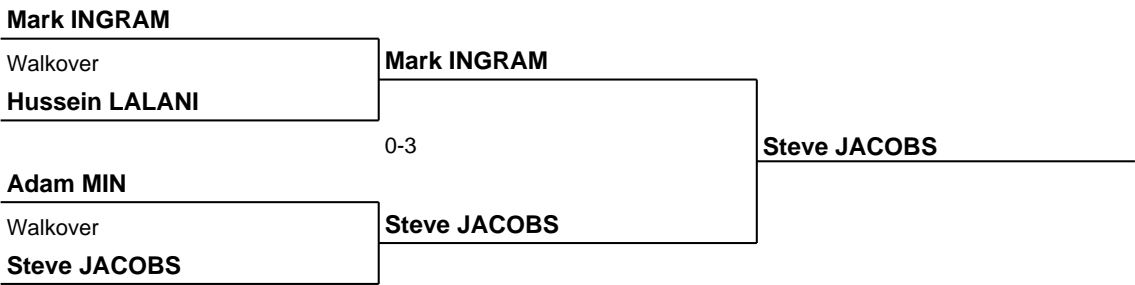 Mark INGRAM
Walkover
Mark INGRAM
Hussein LALANI
0-3
Steve JACOBS
Adam MIN
Walkover
Steve JACOBS
Steve JACOBS